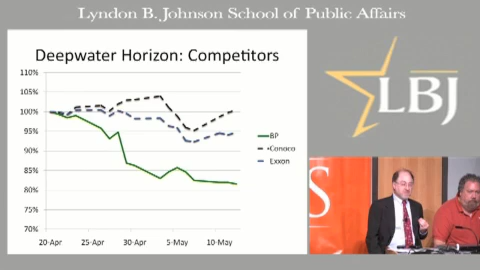 Lyndon B. Johnson School of Public Affairs
Deepwater Horizon: Competitors
110%
105%
100%
95%
90%
85%
80%
75%
70%
20-Apr
25-Apr
30-Apr
5-May
10-May
BP
Conoco
Exxon
LBJ
S